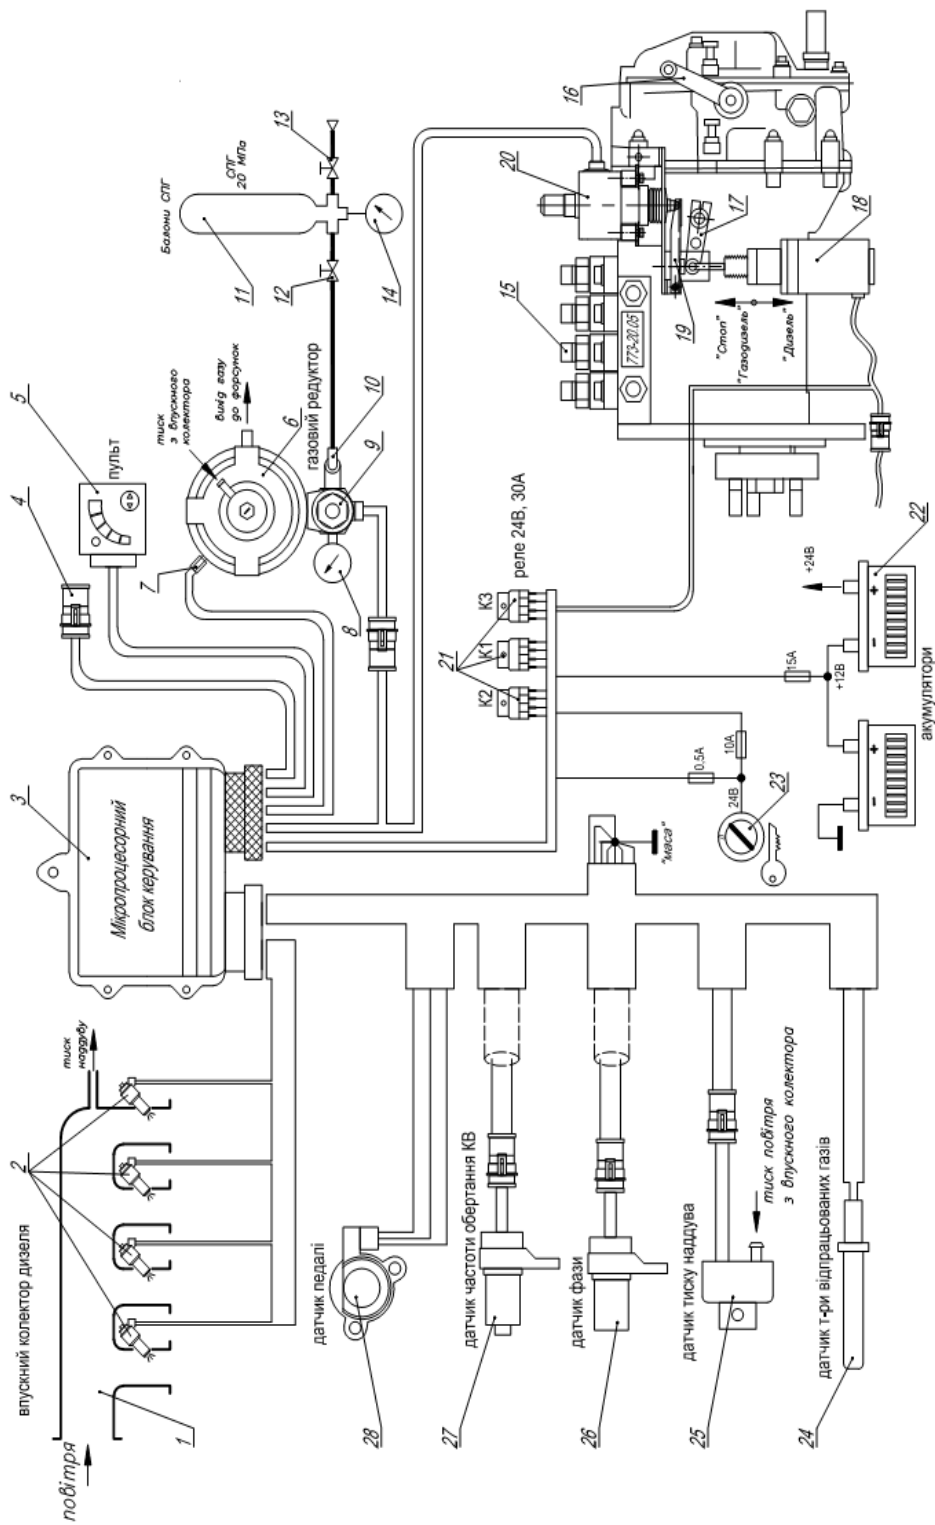 повітря
впускний колектор дизеля
1
2
тиск
наддуву
3
Мікропроцесорний
блок керування
4
5
пульт
тиск
з впускного
колектора
вихід газу
до форсунок
6
7
8
газовий редуктор
9
10
Балони СПГ
СПГ
20 МПа
11
12
13
14
15
16
17
18
19
20
773-20.05
"Стоп"
"Газодизель"
"Дизель"
К2
К1
К3
21
реле 24В, 30А
0,5А
10А
15А
24В
23
+12В
+24В
22
акумулятори
"маса"
датчик педалі
28
датчик частоти обертання КВ
27
датчик фази
26
датчик тиску наддува
25
тиск повітря
з впускного колектора
датчик т-ри відпрацьованих газів
24